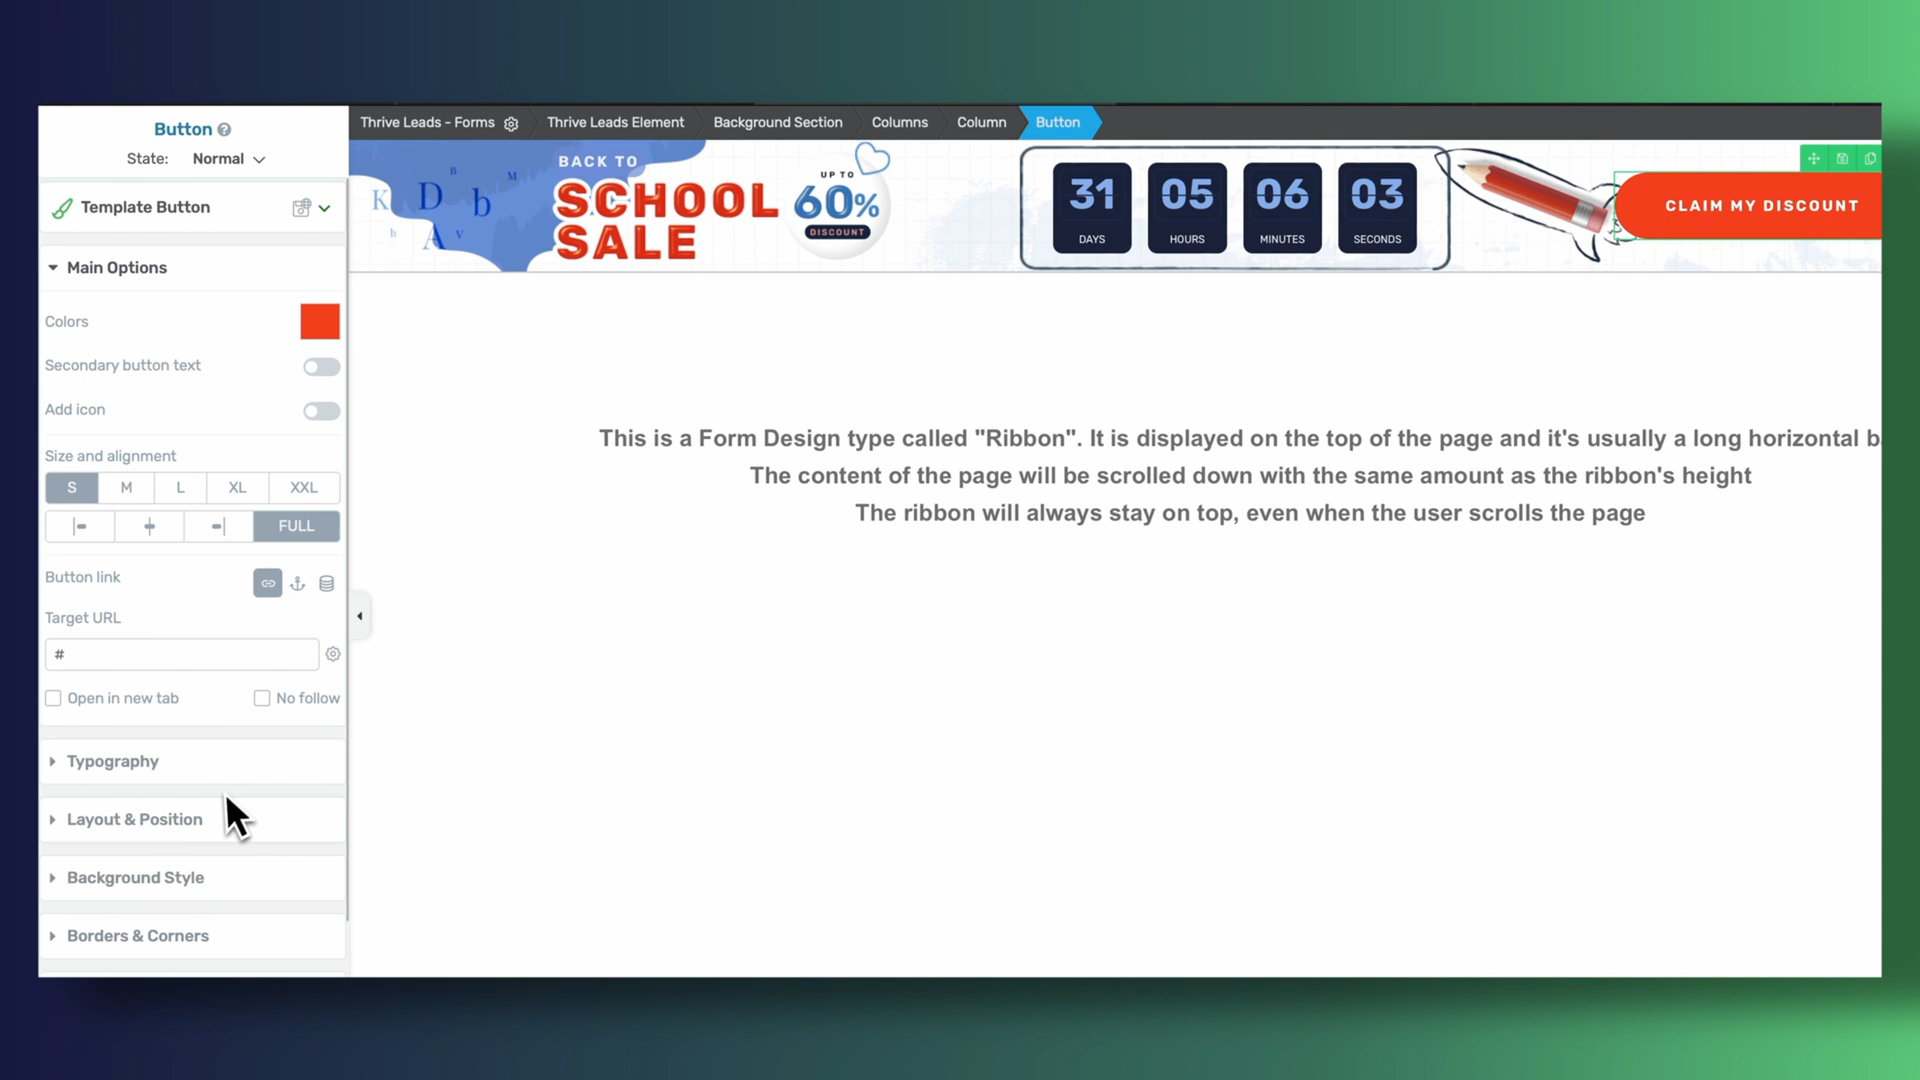 Button
State: Normal
Template Button
Main Options
Colors
Secondary button text
Add icon
Size and alignment
S M L XL XXL
FULL
Button link
Target URL
#
Open in new tab No follow
Typography
Layout & Position
Background Style
Borders & Corners
Thrive Leads - Forms Thrive Leads Element Background Section Columns Column Button
K D b B M h A v
BACK TO
SCHOOL
SALE
UP TO
60%
DISCOUNT
31 05 06 03
DAYS HOURS MINUTES SECONDS
CLAIM MY DISCOUNT
This is a Form Design type called "Ribbon". It is displayed on the top of the page and it's usually a long horizontal b
The content of the page will be scrolled down with the same amount as the ribbon's height
The ribbon will always stay on top, even when the user scrolls the page